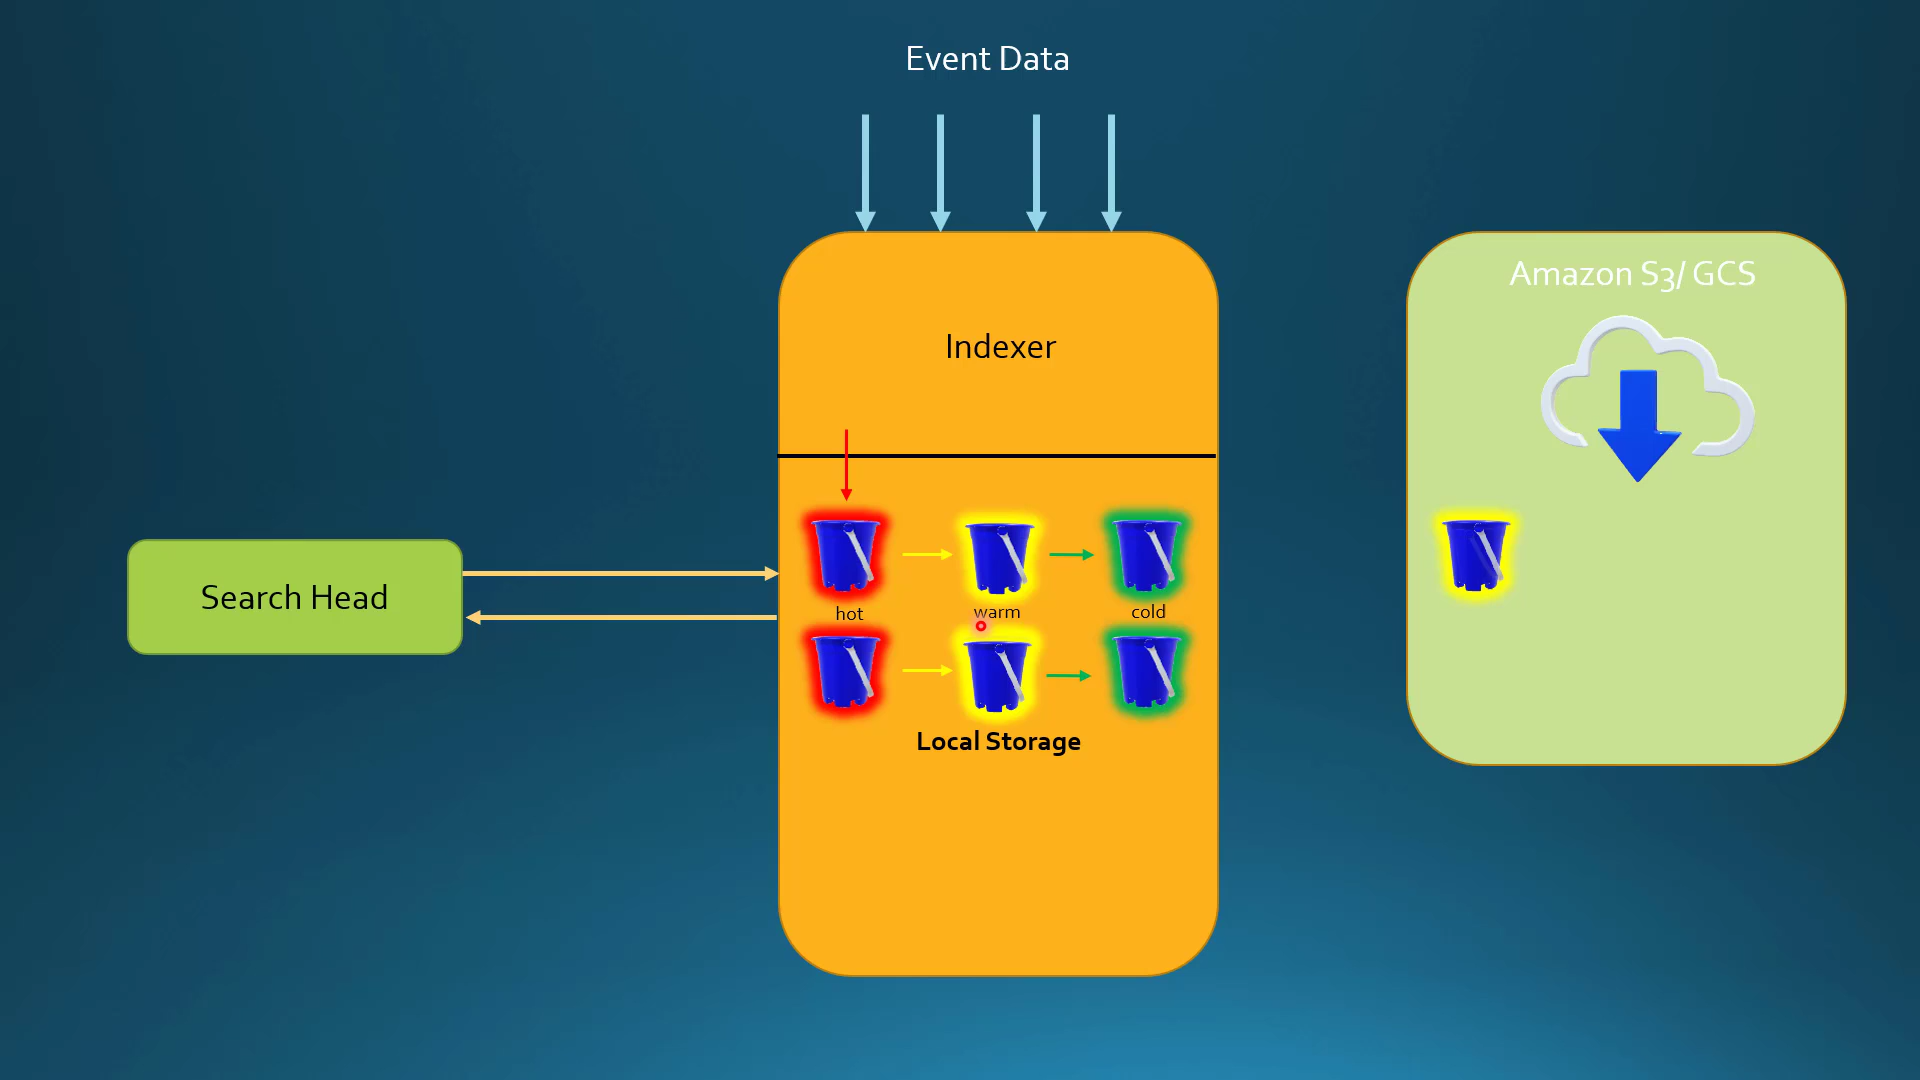 Event Data
Amazon S3/ GCS
Indexer
Search Head
hot
warm
cold
Local Storage